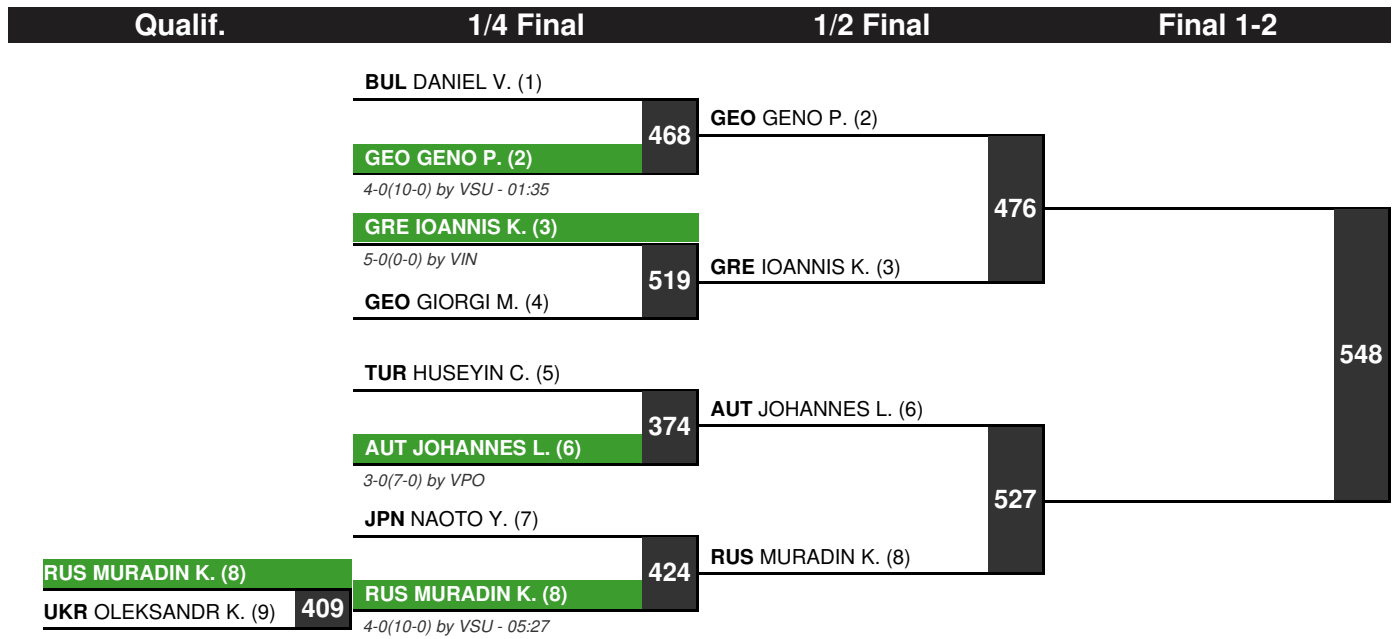 Qualif. 1/4 Final 1/2 Final Final 1-2
BUL DANIEL V. (1)
468
GEO GENO P. (2)
4-0(10-0) by VSU - 01:35
GRE IOANNIS K. (3)
5-0(0-0) by VIN
519
GEO GIORGI M. (4)
TUR HUSEYIN C. (5)
374
AUT JOHANNES L. (6)
3-0(7-0) by VPO
JPN NAOTO Y. (7)
424
RUS MURADIN K. (8)
4-0(10-0) by VSU - 05:27
RUS MURADIN K. (8)
409
UKR OLEKSANDR K. (9)
GEO GENO P. (2)
476
GRE IOANNIS K. (3)
AUT JOHANNES L. (6)
527
RUS MURADIN K. (8)
548